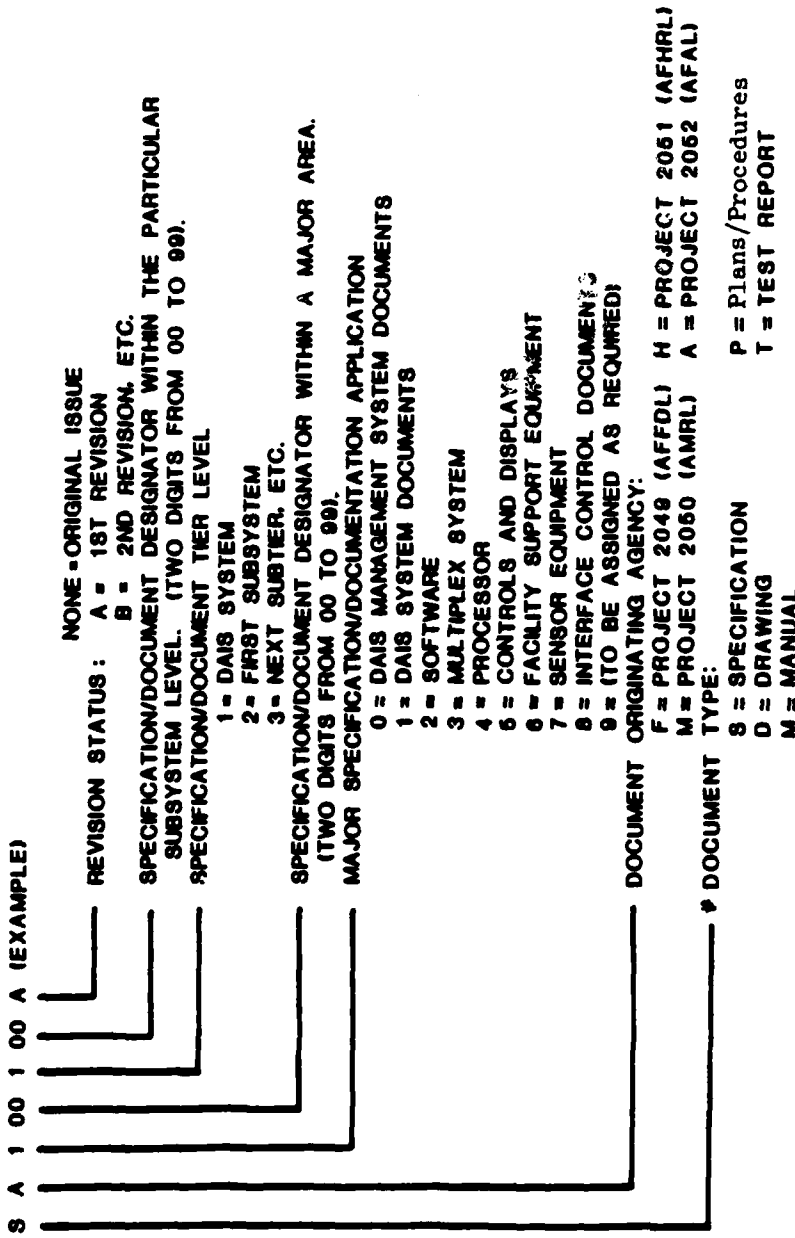 S A 1 00 1 00 A (EXAMPLE)
NONE = ORIGINAL ISSUE
REVISION STATUS: A = 1ST REVISION
B = 2ND REVISION, ETC.
SPECIFICATION/DOCUMENT DESIGNATOR WITHIN THE PARTICULAR
SUBSYSTEM LEVEL. (TWO DIGITS FROM 00 TO 99).
SPECIFICATION/DOCUMENT TIER LEVEL
1 = DAIS SYSTEM
2 = FIRST SUBSYSTEM
3 = NEXT SUBTIER, ETC.
SPECIFICATION/DOCUMENT DESIGNATOR WITHIN A MAJOR AREA.
(TWO DIGITS FROM 00 TO 99).
MAJOR SPECIFICATION/DOCUMENTATION APPLICATION
0 = DAIS MANAGEMENT SYSTEM DOCUMENTS
1 = DAIS SYSTEM DOCUMENTS
2 = SOFTWARE
3 = MULTIPLEX SYSTEM
4 = PROCESSOR
5 = CONTROLS AND DISPLAYS
6 = FACILITY SUPPORT EQUIPMENT
7 = SENSOR EQUIPMENT
8 = INTERFACE CONTROL DOCUMENTS
9 = (TO BE ASSIGNED AS REQUIRED)
DOCUMENT ORIGINATING AGENCY:
F = PROJECT 2049 (AFFDL) H = PROJECT 2051 (AFHRL)
M = PROJECT 2050 (AMRL) A = PROJECT 2052 (AFAL)
* DOCUMENT TYPE:
S = SPECIFICATION P = Plans/Procedures
D = DRAWING T = TEST REPORT
M = MANUAL